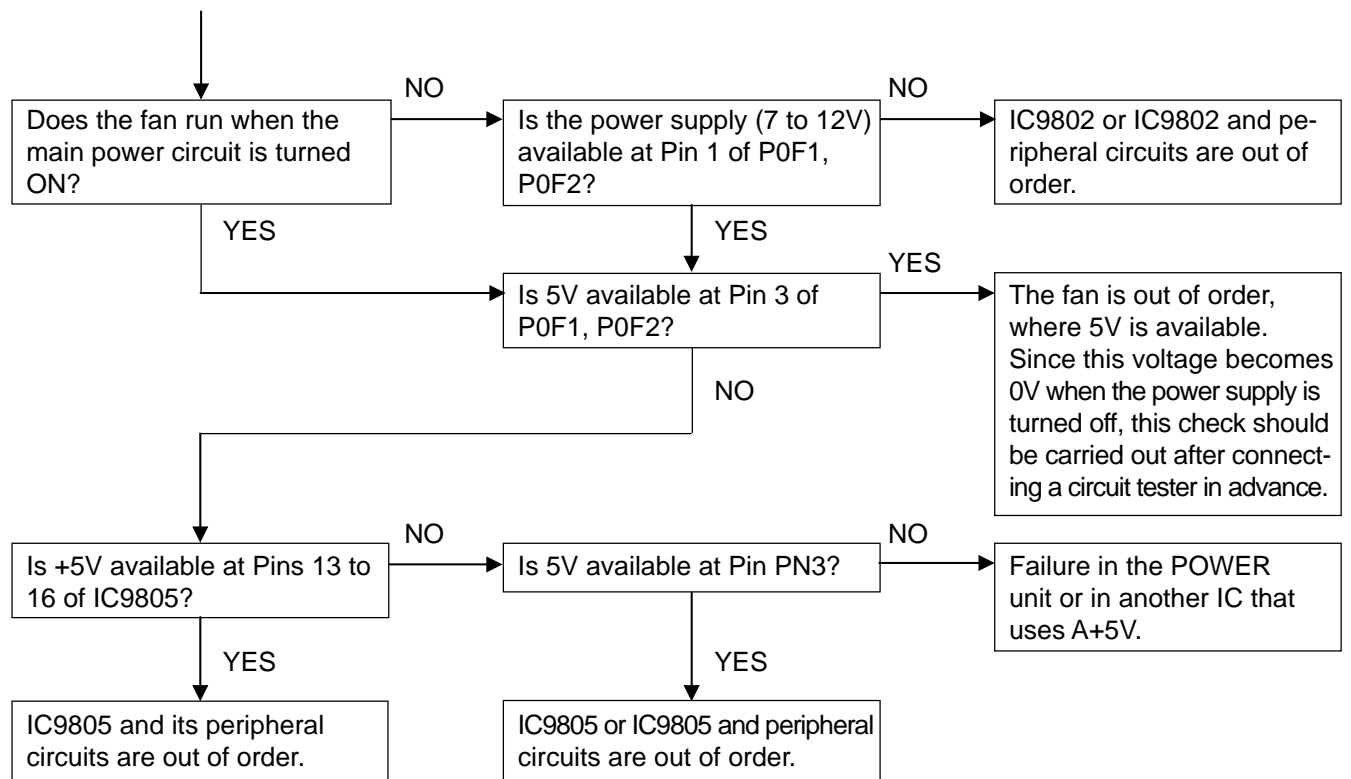 NO
NO
Does the fan run when the
main power circuit is turned
ON?
Is the power supply (7 to 12V)
available at Pin 1 of P0F1,
P0F2?
IC9802 or IC9802 and pe-
ripheral circuits are out of
order.
YES
YES
YES
Is 5V available at Pin 3 of
P0F1, P0F2?
The fan is out of order,
where 5V is available.
Since this voltage becomes
0V when the power supply is
turned off, this check should
be carried out after connect-
ing a circuit tester in advance.
NO
NO
NO
Is +5V available at Pins 13 to
16 of IC9805?
Is 5V available at Pin PN3?
Failure in the POWER
unit or in another IC that
uses A+5V.
YES
YES
IC9805 and its peripheral
circuits are out of order.
IC9805 or IC9805 and peripheral
circuits are out of order.